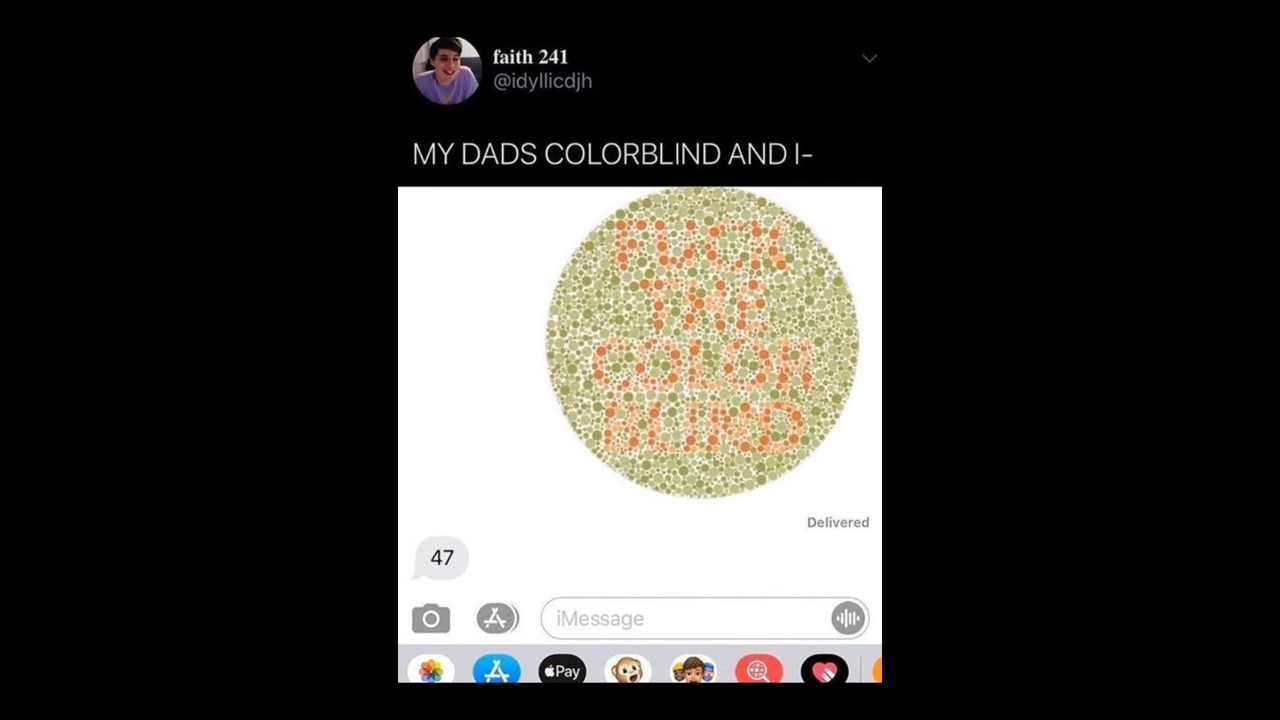 faith 241
@idyllicdjh
MY DADS COLORBLIND AND I-
FUCK
THE
COLOR
BLIND
Delivered
47
iMessage
Pay